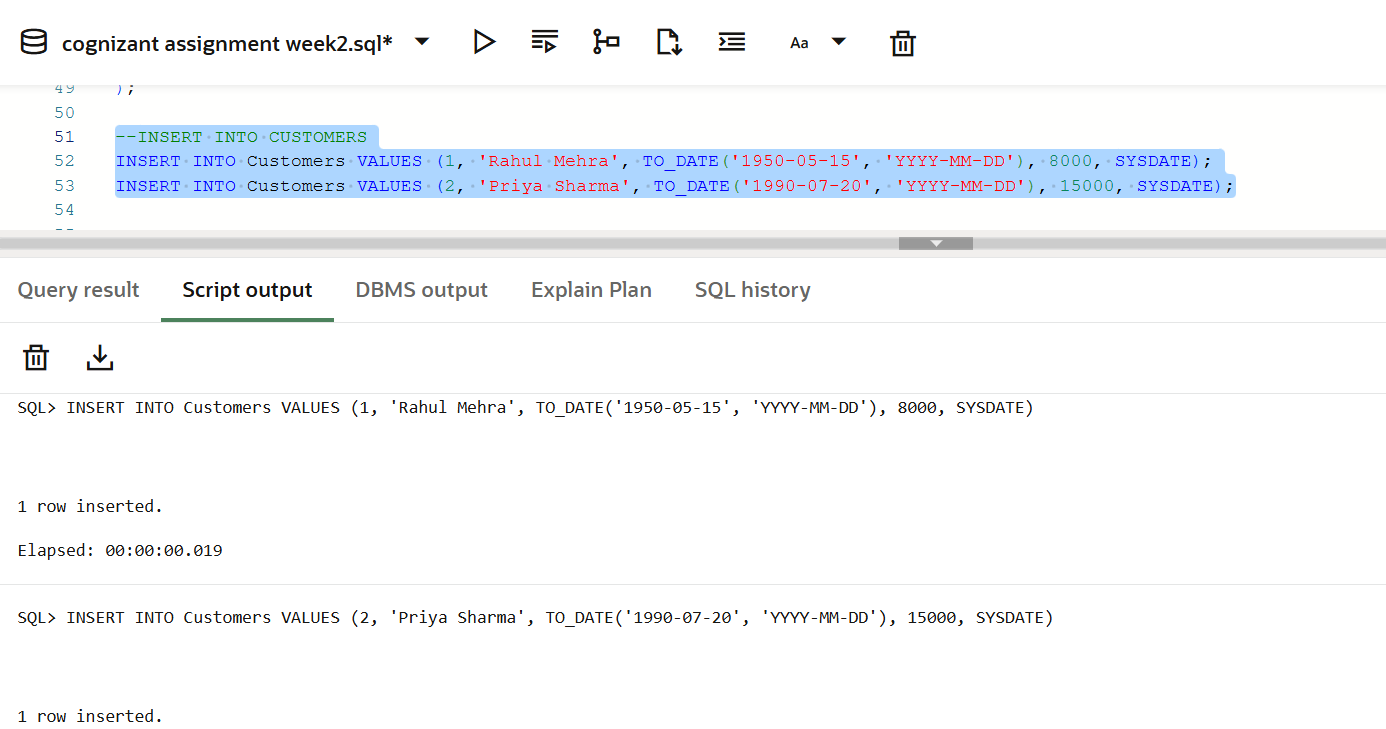 cognizant assignment week2.sql*
Aa
49 );
50
51 --INSERT INTO CUSTOMERS
52 INSERT INTO Customers VALUES (1, 'Rahul Mehra', TO_DATE('1950-05-15', 'YYYY-MM-DD'), 8000, SYSDATE);
53 INSERT INTO Customers VALUES (2, 'Priya Sharma', TO_DATE('1990-07-20', 'YYYY-MM-DD'), 15000, SYSDATE);
54
Query result Script output DBMS output Explain Plan SQL history
SQL> INSERT INTO Customers VALUES (1, 'Rahul Mehra', TO_DATE('1950-05-15', 'YYYY-MM-DD'), 8000, SYSDATE)
1 row inserted.
Elapsed: 00:00:00.019
SQL> INSERT INTO Customers VALUES (2, 'Priya Sharma', TO_DATE('1990-07-20', 'YYYY-MM-DD'), 15000, SYSDATE)
1 row inserted.